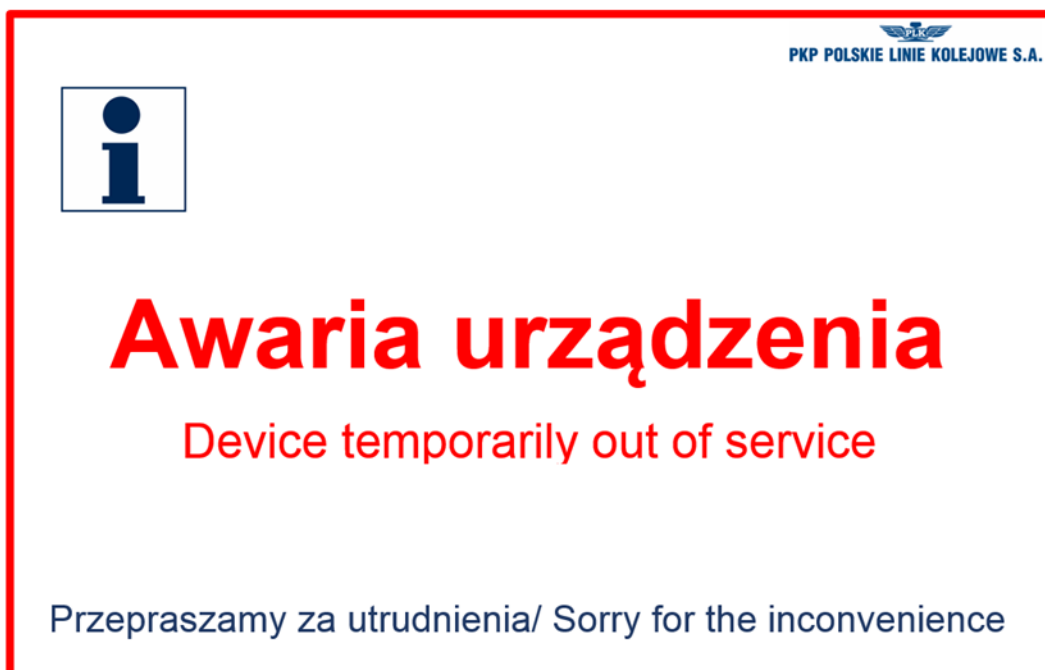 PLK
PKP POLSKIE LINIE KOLEJOWE S.A.
i
Awaria urządzenia
Device temporarily out of service
Przepraszamy za utrudnienia/ Sorry for the inconvenience